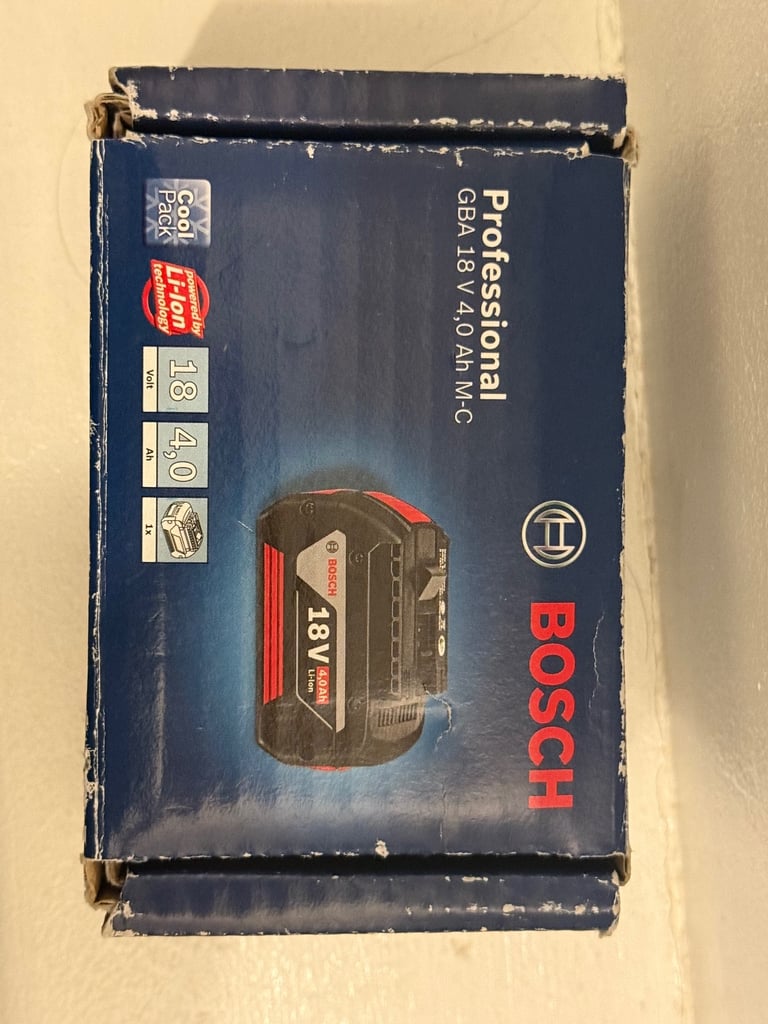 Professional
GBA 18 V 4,0 Ah M-C
BOSCH
BOSCH
18V
4,0Ah
Li-Ion
Cool
Pack
powered by
Li-Ion
technology
18
Volt
4,0
Ah
1x